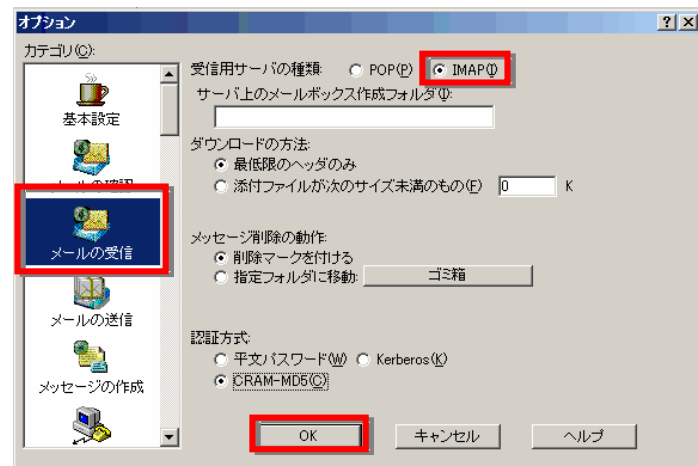 オプション
カテゴリ(C):
基本設定
メールの受信
メールの送信
メッセージの作成
受信用サーバの種類: POP(P) IMAP(I)
サーバ上のメールボックス作成フォルダ(I):
ダウンロードの方法:
最低限のヘッダのみ
添付ファイルが次のサイズ未満のもの(F) 0 K
メッセージ削除の動作:
削除マークを付ける
指定フォルダに移動: ゴミ箱
認証方式:
平文パスワード(W) Kerberos(K)
CRAM-MD5(C)
OK キャンセル ヘルプ